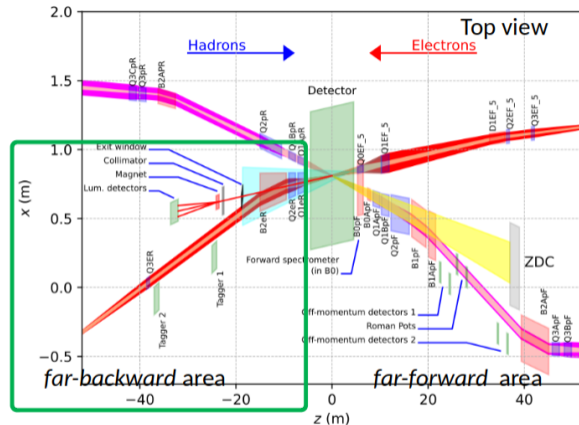 Top view
Hadrons
Electrons
Detector
2.0
1.5
1.0
0.5
0.0
−0.5
x (m)
−40
−20
0
20
40
z (m)
Q3CpR
Q3pR
B2APR
Q2pR
Q1BpR
Q1ApR
Q0EF_5
Q1EF_5
D1EF_5
Q2EF_5
Q3EF_5
Exit window
Collimator
Magnet
Lum. detectors
B2eR
Q2eR
Q1eR
Q3ER
Tagger 1
Tagger 2
Forward spectrometer
(in B0)
B0pF
B0ApF
Q1ApF
Q1BpF
Q2pF
B1pF
B1ApF
ZDC
B2ApF
Q3ApF
Q3BpF
Off-momentum detectors 1
Roman Pots
Off-momentum detectors 2
far-backward area
far-forward area